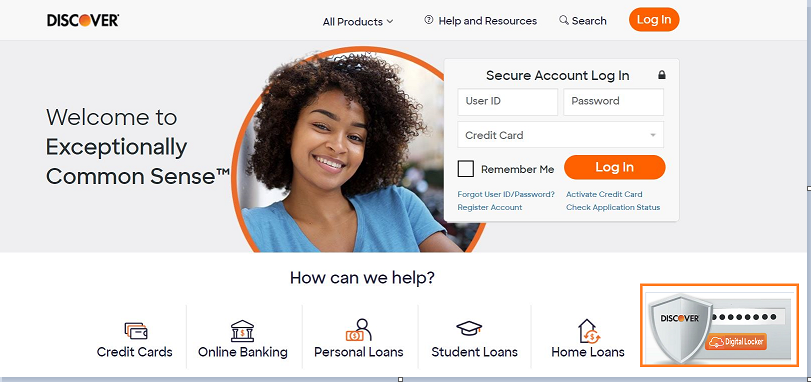 DISCOVER
All Products
Help and Resources
Search
Log In
Welcome to
Exceptionally
Common Sense™
Secure Account Log In
User ID
Password
Credit Card
Remember Me
Log In
Forgot User ID/Password?
Activate Credit Card
Register Account
Check Application Status
How can we help?
Credit Cards
Online Banking
Personal Loans
Student Loans
Home Loans
DISCOVER
Digital Locker